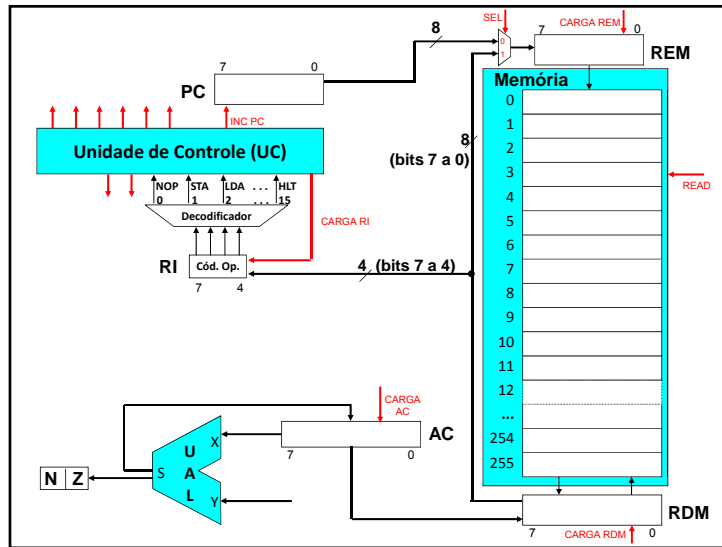 SEL
CARGA REM
7 0
REM
8
0
1
7 0
PC
INC PC
Memória
0
1
2
3
4
5
6
7
8
9
10
11
12
...
254
255
8
(bits 7 a 0)
READ
Unidade de Controle (UC)
NOP STA LDA . . . HLT
0 1 2 . . . 15
Decodificador
CARGA RI
RI
Cód. Op.
7 4
4 (bits 7 a 4)
CARGA
AC
AC
7 0
X
U
A
L
S
Y
N Z
RDM
7 0
CARGA RDM